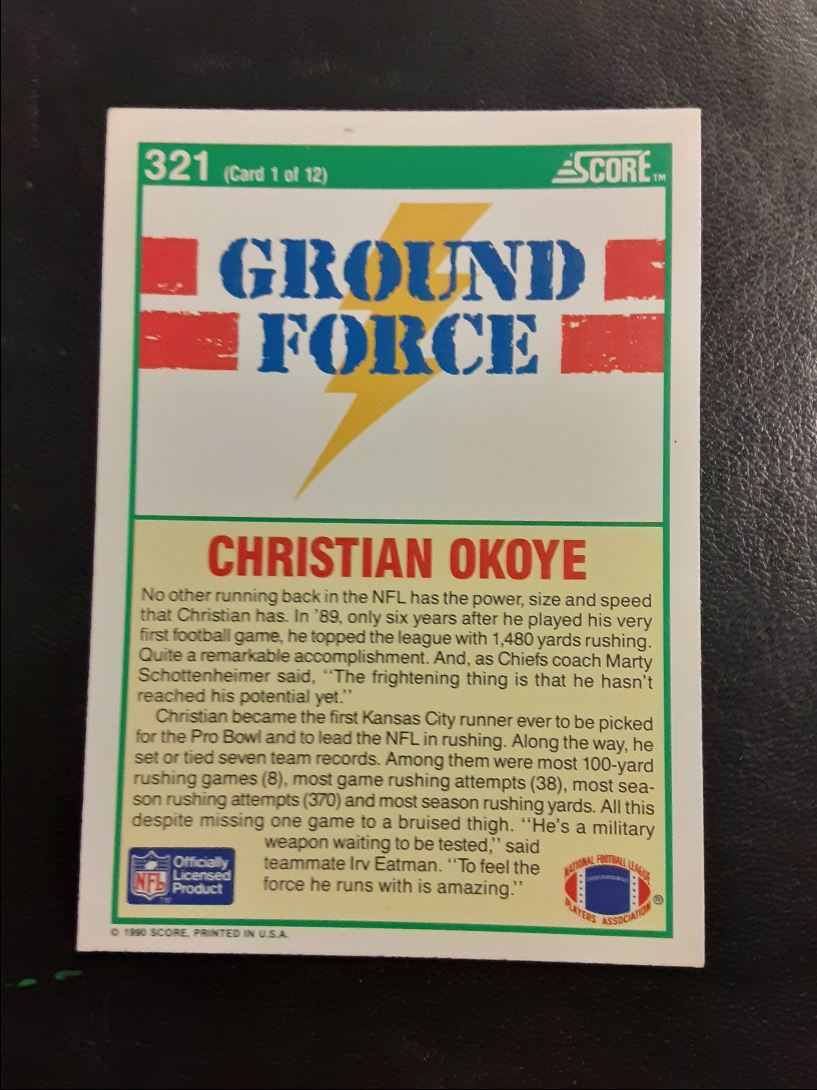 321 (Card 1 of 12) SCORE™
GROUND
FORCE
CHRISTIAN OKOYE
No other running back in the NFL has the power, size and speed
that Christian has. In '89, only six years after he played his very
first football game, he topped the league with 1,480 yards rushing.
Quite a remarkable accomplishment. And, as Chiefs coach Marty
Schottenheimer said, "The frightening thing is that he hasn't
reached his potential yet."
Christian became the first Kansas City runner ever to be picked
for the Pro Bowl and to lead the NFL in rushing. Along the way, he
set or tied seven team records. Among them were most 100-yard
rushing games (8), most game rushing attempts (38), most sea-
son rushing attempts (370) and most season rushing yards. All this
despite missing one game to a bruised thigh. "He's a military
weapon waiting to be tested," said
teammate Irv Eatman. "To feel the
force he runs with is amazing."
NFL™
Officially
Licensed
Product
NATIONAL FOOTBALL LEAGUE
PLAYERS ASSOCIATION®
© 1990 SCORE, PRINTED IN U.S.A.